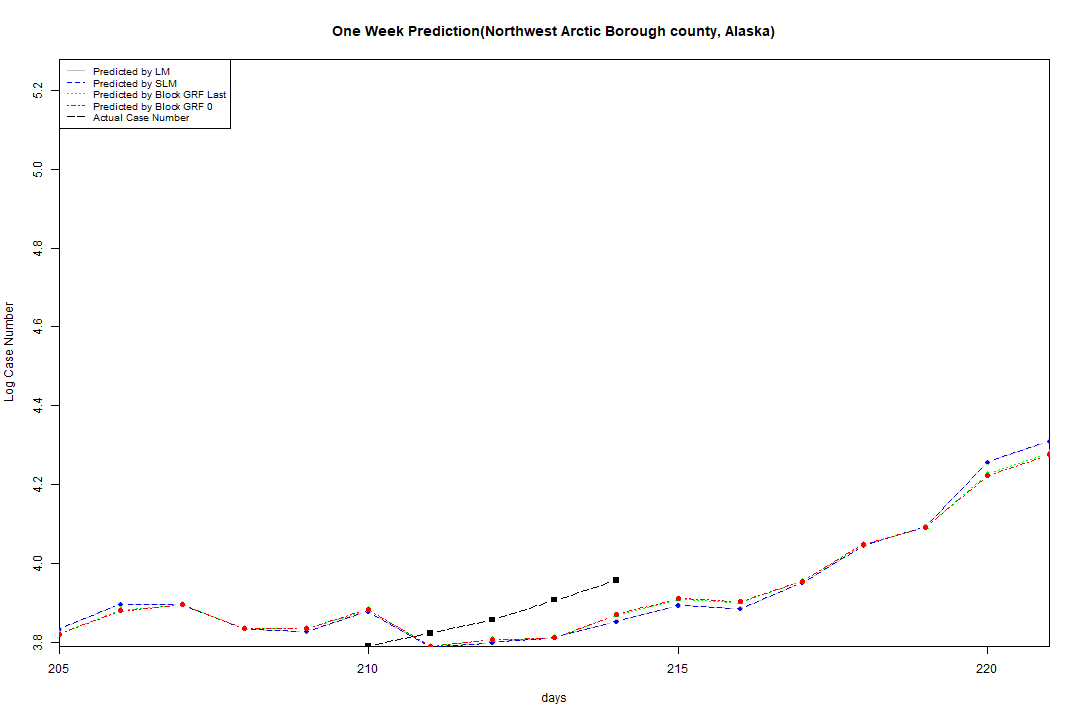 One Week Prediction(Northwest Arctic Borough county, Alaska)
Predicted by LM
Predicted by SLM
Predicted by Block GRF Last
Predicted by Block GRF 0
Actual Case Number
5.2
5.0
4.8
4.6
4.4
4.2
4.0
3.8
Log Case Number
205 210 215 220
days